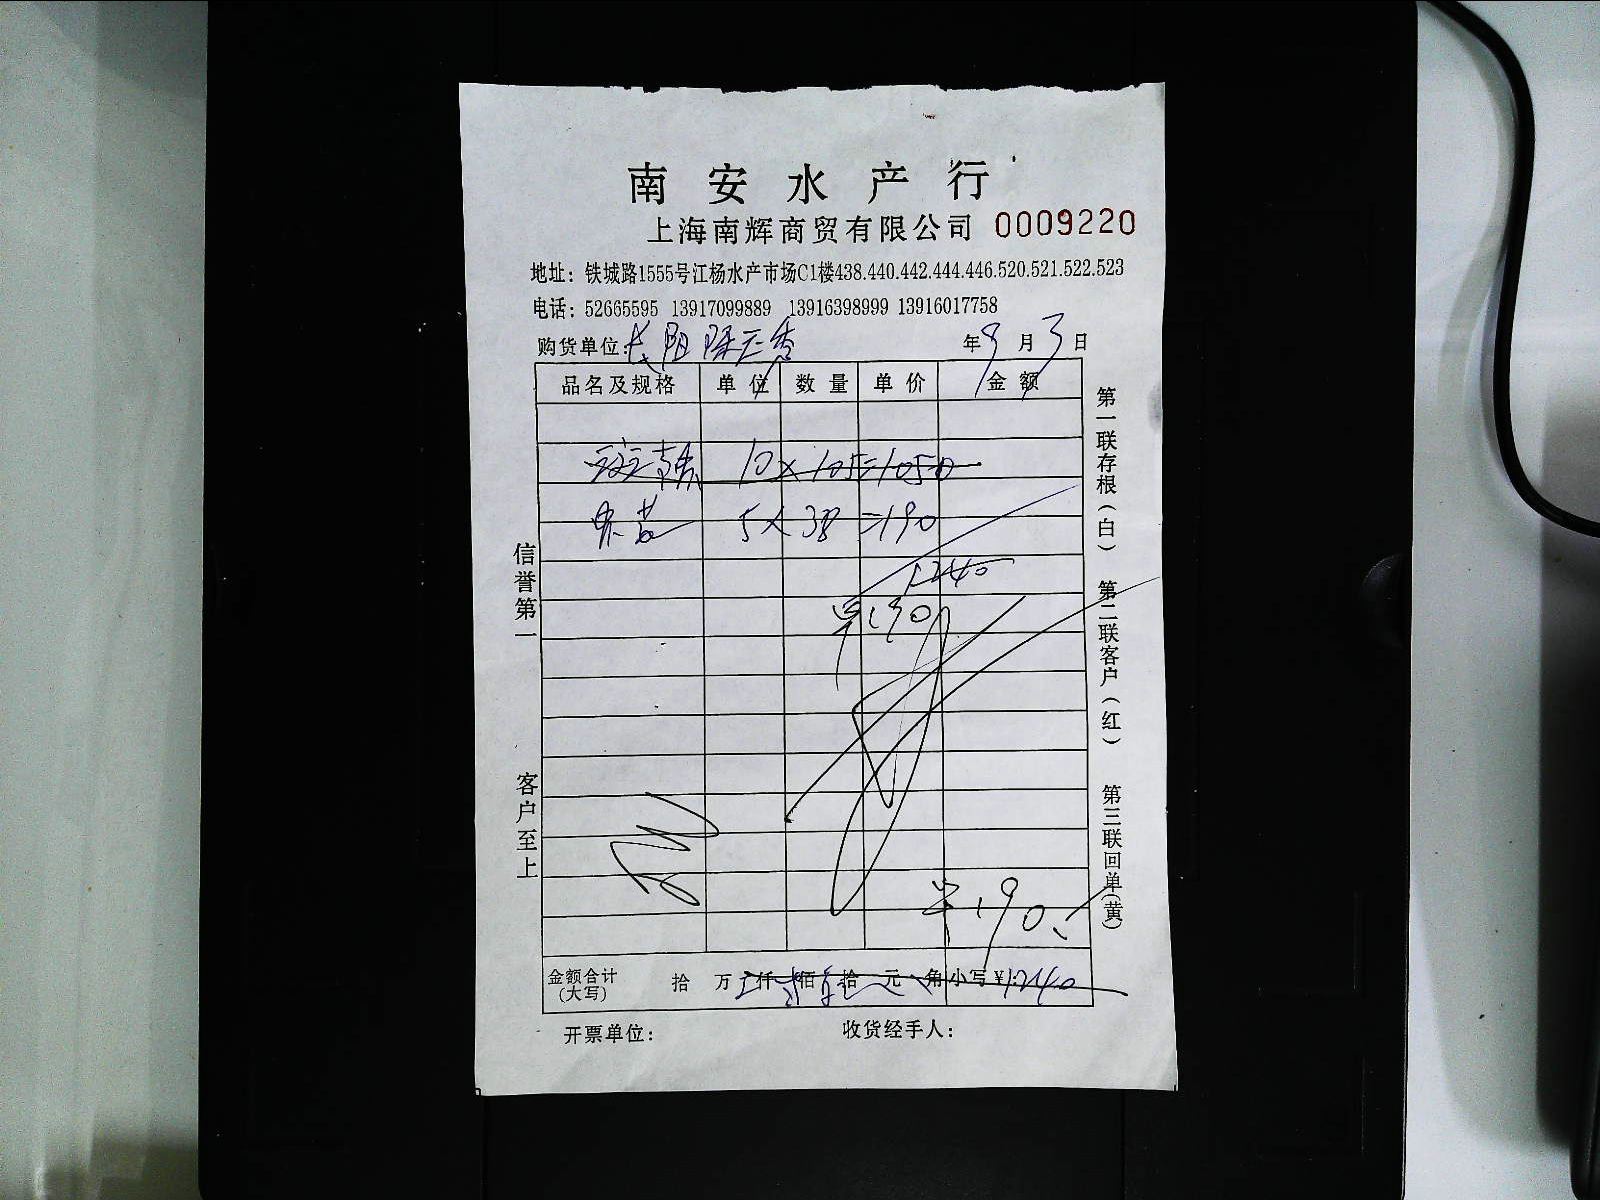 南安水产行
上海南辉商贸有限公司 0009220
地址：铁城路1555号江杨水产市场C1楼438.440.442.444.446.520.521.522.523
电话：52665595 13917099889 13916398999 13916017758
购货单位： 年9月3日
品名及规格 单位 数量 单价 金额
10×105=1050
5×38=190
1240
190
190
金额合计(大写) 拾 万 仟 佰 拾 元 角 小写¥1240
开票单位： 收货经手人：
信誉第一
客户至上
第一联存根(白)
第二联客户(红)
第三联回单(黄)